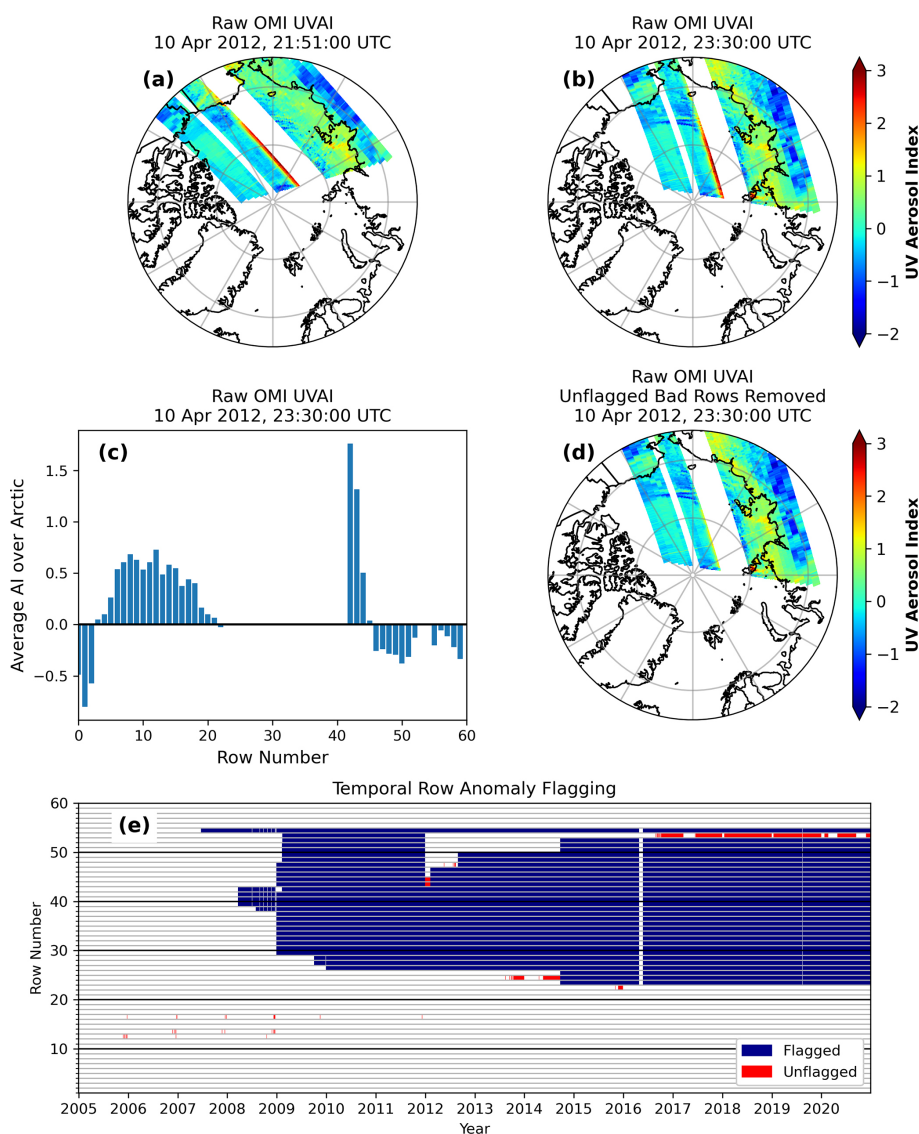 Raw OMI UVAI
10 Apr 2012, 21:51:00 UTC
(a)
Raw OMI UVAI
10 Apr 2012, 23:30:00 UTC
(b)
3
2
1
0
−1
−2
UV Aerosol Index
Raw OMI UVAI
10 Apr 2012, 23:30:00 UTC
(c)
1.5
1.0
0.5
0.0
−0.5
Average AI over Arctic
0 10 20 30 40 50 60
Row Number
Raw OMI UVAI
Unflagged Bad Rows Removed
10 Apr 2012, 23:30:00 UTC
(d)
3
2
1
0
−1
−2
UV Aerosol Index
Temporal Row Anomaly Flagging
(e)
60
50
40
30
20
10
Row Number
Flagged
Unflagged
2005 2006 2007 2008 2009 2010 2011 2012 2013 2014 2015 2016 2017 2018 2019 2020
Year